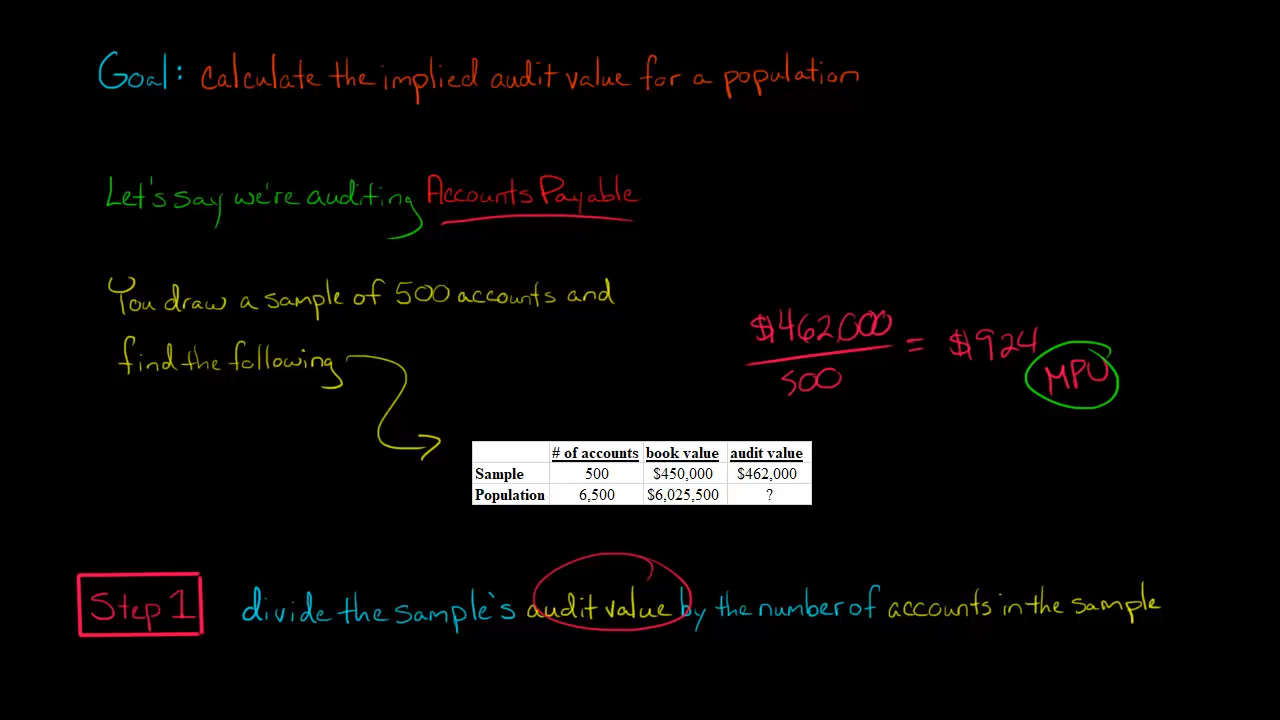 Goal: calculate the implied audit value for a population
Let's say we're auditing Accounts Payable
You draw a sample of 500 accounts and
find the following
$462,000
500
= $924
MPU
# of accounts book value audit value
Sample 500 $450,000 $462,000
Population 6,500 $6,025,500 ?
Step 1 divide the sample's audit value by the number of accounts in the sample